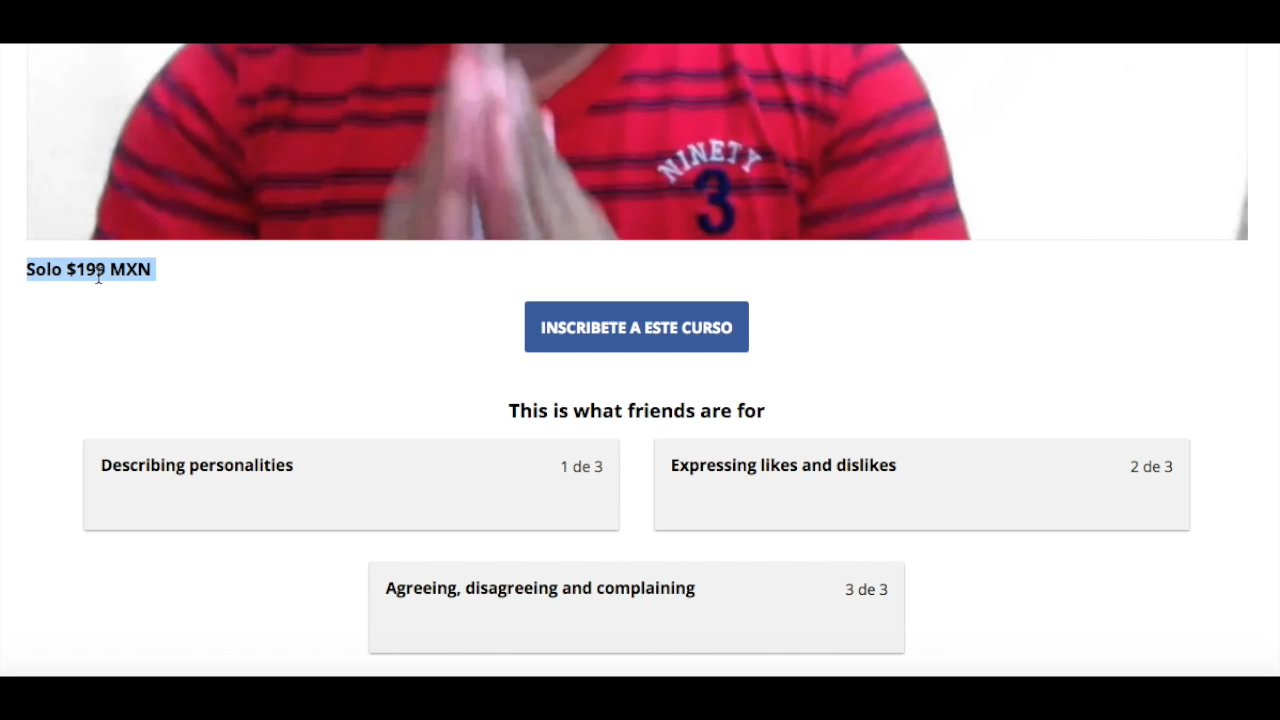 NINETY
3
Solo $199 MXN
INSCRIBETE A ESTE CURSO
This is what friends are for
Describing personalities 1 de 3
Expressing likes and dislikes 2 de 3
Agreeing, disagreeing and complaining 3 de 3